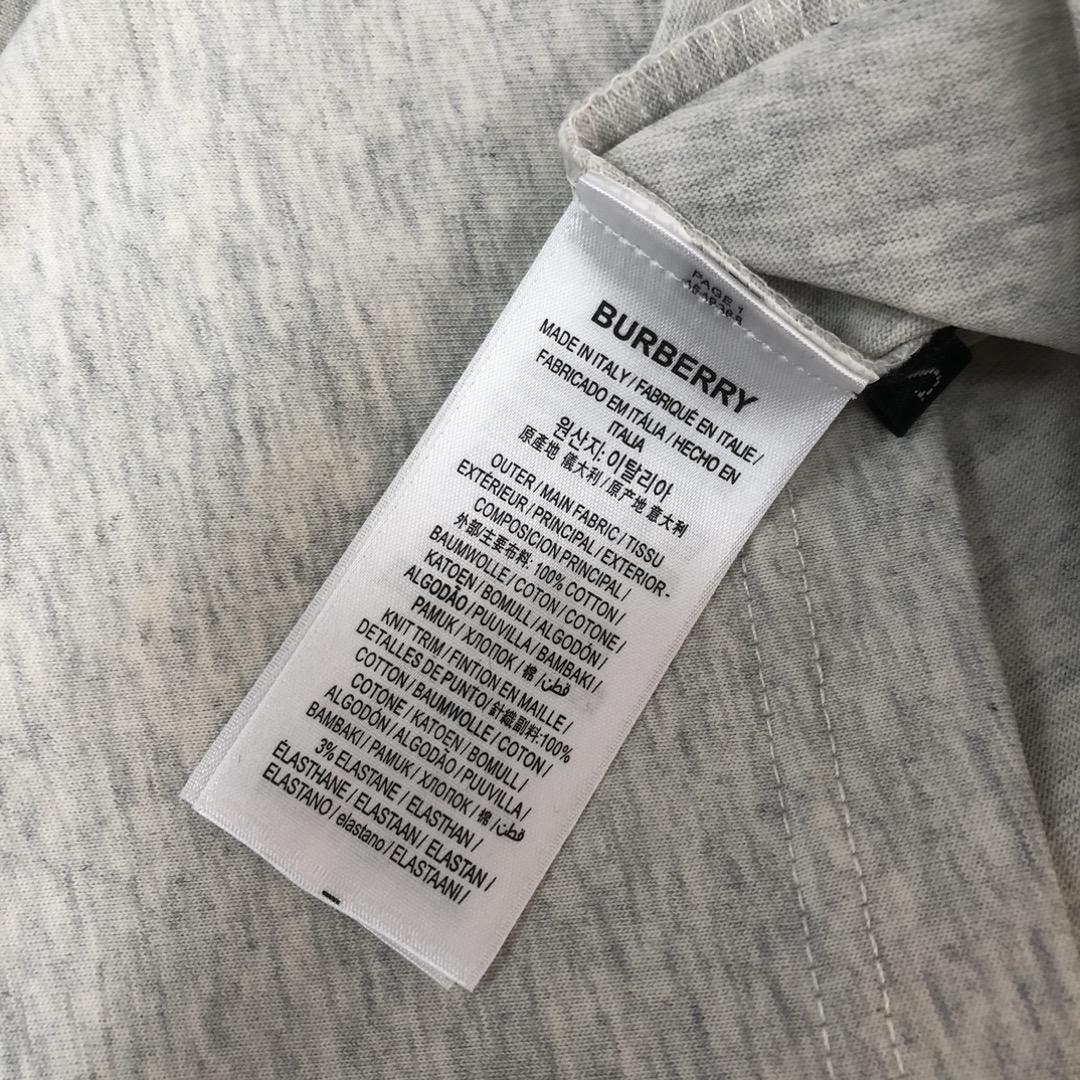 PAGE 1
BURBERRY
MADE IN ITALY / FABRIQUÉ EN ITALIE /
FABRICADO EM ITÁLIA / HECHO EN
ITALIA
원산지: 이탈리아
原產地 儀大利 / 原产地 意大利
OUTER / MAIN FABRIC / TISSU
EXTÉRIEUR / PRINCIPAL / EXTERIOR-
COMPOSICION PRINCIPAL /
外部/主要布料: 100% COTTON /
BAUMWOLLE / COTON / COTONE /
KATOEN / BOMULL / ALGODÓN /
ALGODÃO / PUUVILLA / BAMBAKI /
PAMUK / ХЛОПОК / 棉 / قطن
KNIT TRIM / FINTION EN MAILLE /
DETALLES DE PUNTO/ 針織副料:100%
COTTON / BAUMWOLLE / COTON /
COTONE / KATOEN / BOMULL /
ALGODÓN / ALGODÃO / PUUVILLA /
BAMBAKI / PAMUK / ХЛОПОК / 棉 / قطن
3% ELASTANE / ELASTHAN /
ÉLASTHANE / ELASTAAN / ELASTAN /
ELASTANO / elastano / ELASTAANI /